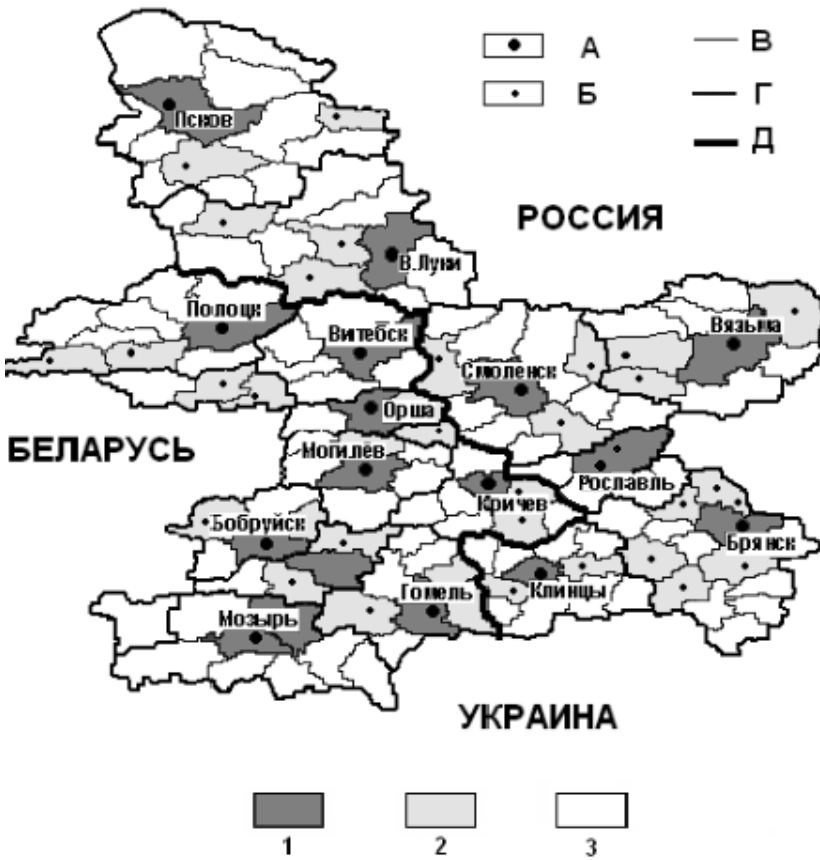 А
Б
В
Г
Д
Псков
РОССИЯ
В.Луки
Полоцк
Витебск
Вязьма
Смоленск
Орша
БЕЛАРУСЬ
Могилёв
Рославль
Кричев
Бобруйск
Брянск
Гомель
Клинцы
Мозырь
УКРАИНА
1
2
3